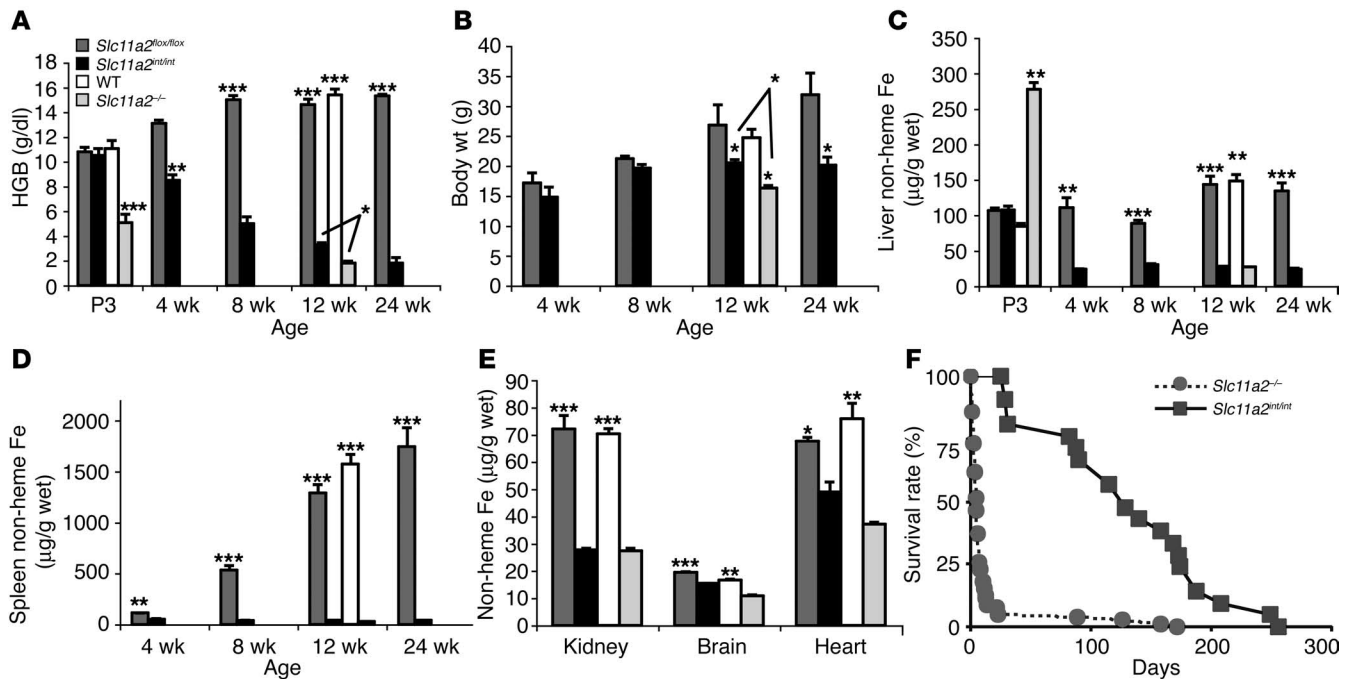 A
Slc11a2flox/flox
Slc11a2int/int
WT
Slc11a2–/–
HGB (g/dl)
18
16
14
12
10
8
6
4
2
0
***
**
***
***
***
*
***
P3 4 wk 8 wk 12 wk 24 wk
Age
B
Body wt (g)
40
35
30
25
20
15
10
5
0
*
*
*
*
4 wk 8 wk 12 wk 24 wk
Age
C
Liver non-heme Fe
(µg/g wet)
350
300
250
200
150
100
50
0
**
**
***
***
**
***
P3 4 wk 8 wk 12 wk 24 wk
Age
D
Spleen non-heme Fe
(µg/g wet)
2000
1500
1000
500
0
**
***
***
***
***
4 wk 8 wk 12 wk 24 wk
Age
E
Non-heme Fe (µg/g wet)
90
80
70
60
50
40
30
20
10
0
***
***
***
**
*
**
Kidney Brain Heart
F
Survival rate (%)
100
75
50
25
0
Slc11a2–/–
Slc11a2int/int
0 100 200 300
Days